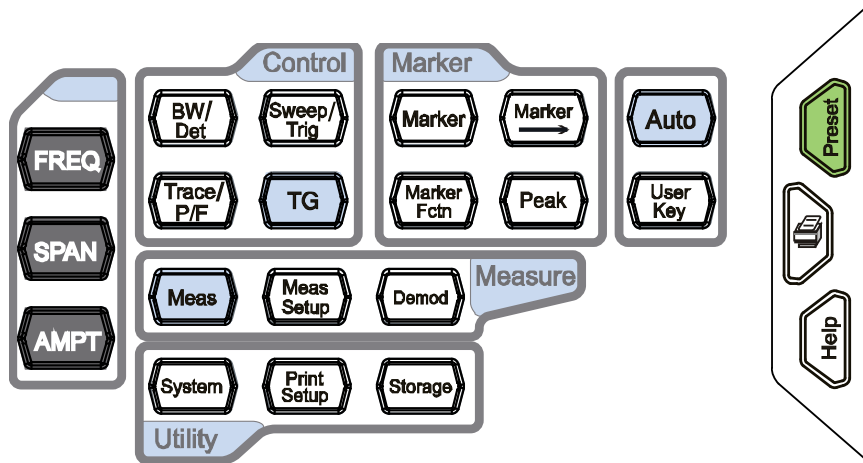 Control
Marker
BW/
Det
Sweep/
Trig
Marker
Marker
Auto
Preset
FREQ
Trace/
P/F
TG
Marker
Fctn
Peak
User
Key
SPAN
Meas
Meas
Setup
Demod
Measure
AMPT
Help
System
Print
Setup
Storage
Utility